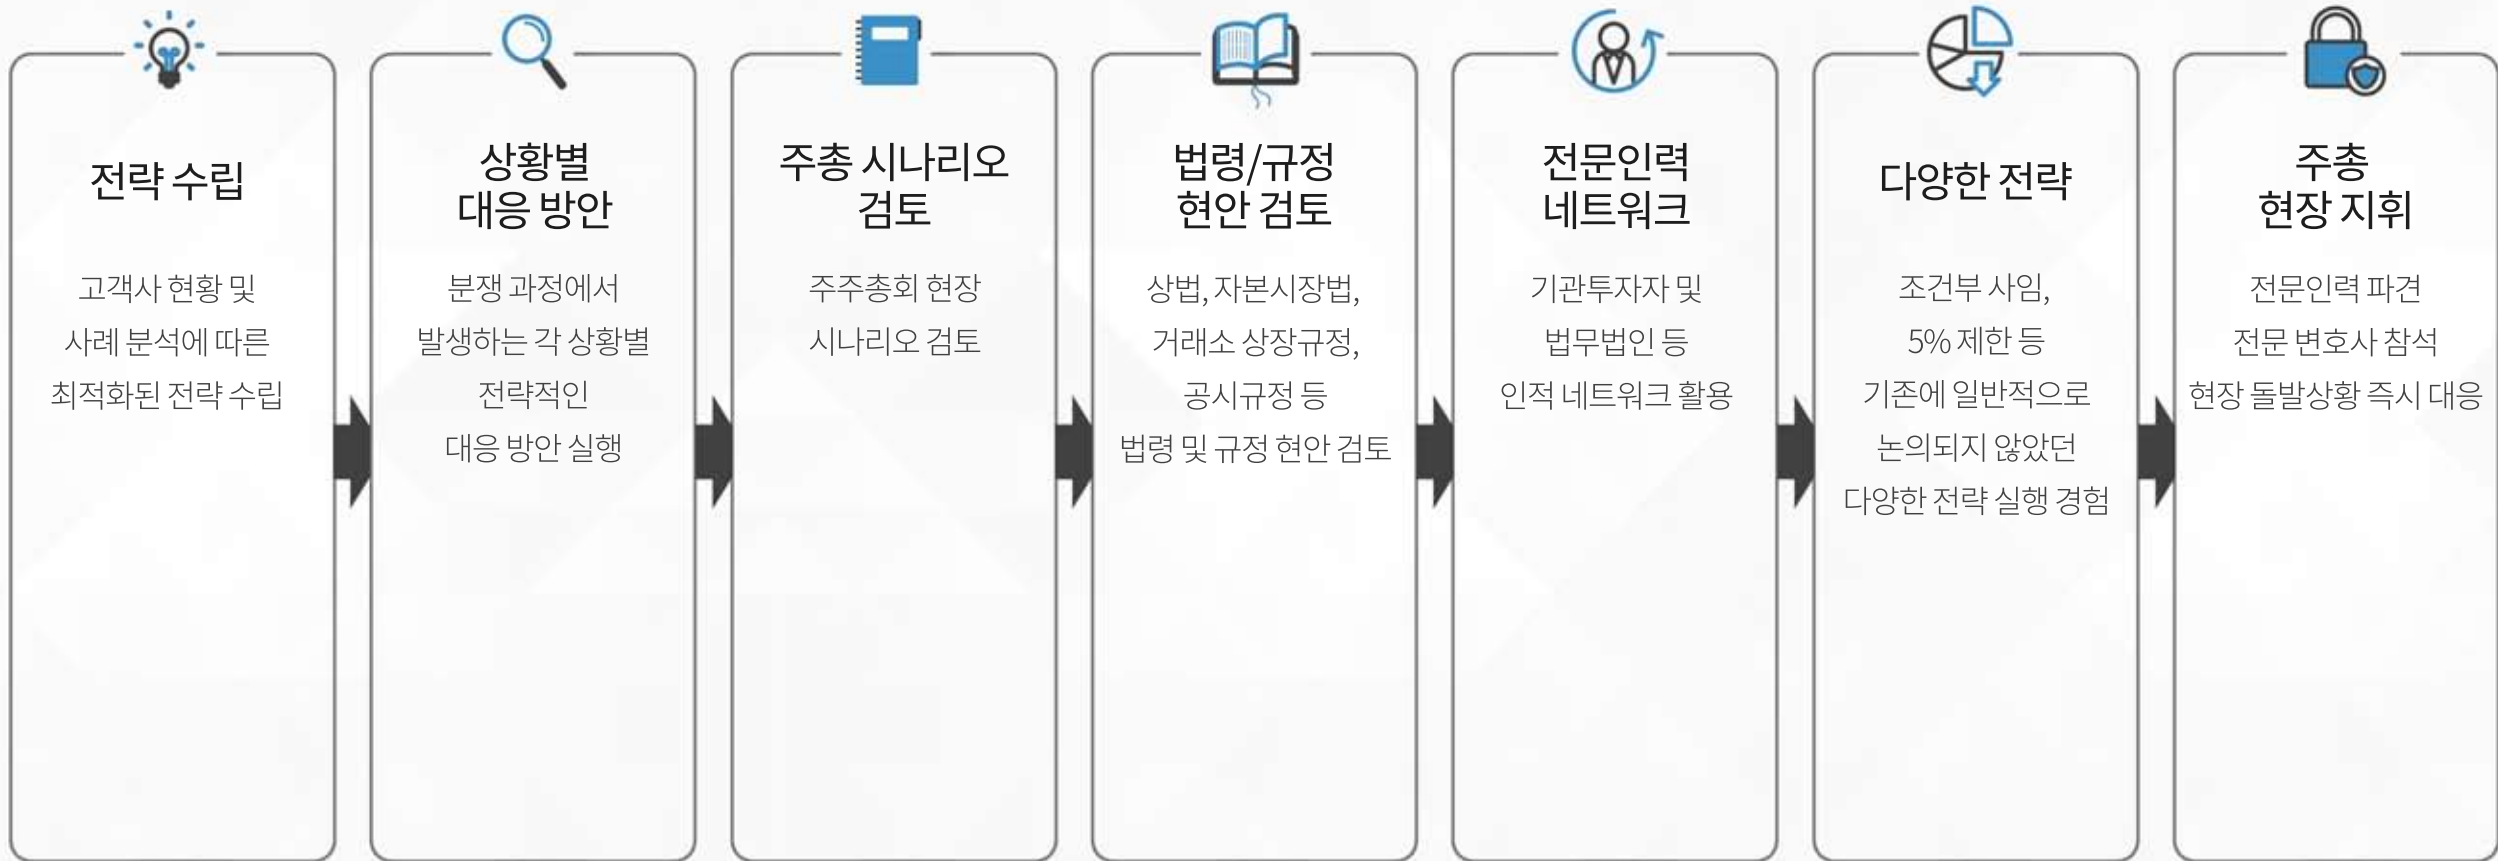 전략 수립
고객사 현황 및
사례 분석에 따른
최적화된 전략 수립
상황별
대응 방안
분쟁 과정에서
발생하는 각 상황별
전략적인
대응 방안 실행
주총 시나리오
검토
주주총회 현장
시나리오 검토
법령/규정
현안 검토
상법, 자본시장법,
거래소 상장규정,
공시규정 등
법령 및 규정 현안 검토
전문인력
네트워크
기관투자자 및
법무법인 등
인적 네트워크 활용
다양한 전략
조건부 사임,
5% 제한 등
기존에 일반적으로
논의되지 않았던
다양한 전략 실행 경험
주총
현장 지휘
전문인력 파견
전문 변호사 참석
현장 돌발상황 즉시 대응